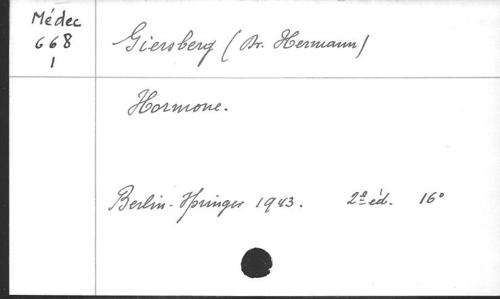 Médec
668
1
Giersberg (Dr. Hermann)
Hormone.
Berlin - Springer 1943. 2e éd. 16°